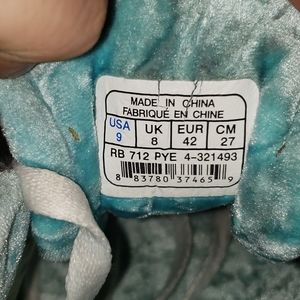 MADE IN CHINA
FABRIQUÉ EN CHINE
USA UK EUR CM
9 8 42 27
RB 712 PYE 4-321493
8 83780 37465 9